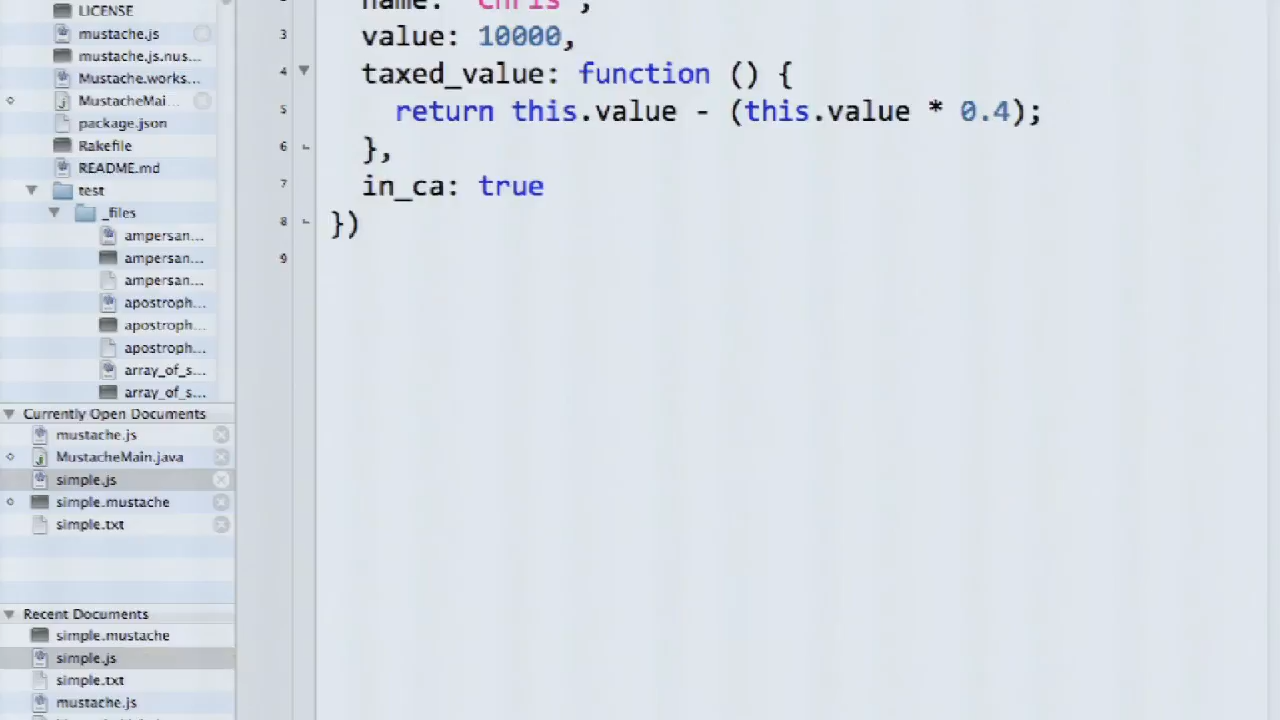 LICENSE
mustache.js
mustache.js.nus...
Mustache.works...
MustacheMai...
package.json
Rakefile
README.md
test
_files
ampersan...
ampersan...
ampersan...
apostroph...
apostroph...
apostroph...
array_of_s...
array_of_s...
Currently Open Documents
mustache.js
MustacheMain.java
simple.js
simple.mustache
simple.txt
Recent Documents
simple.mustache
simple.js
simple.txt
mustache.js
name: "Chris",
3 value: 10000,
4 taxed_value: function () {
5 return this.value - (this.value * 0.4);
6 },
7 in_ca: true
8 })
9